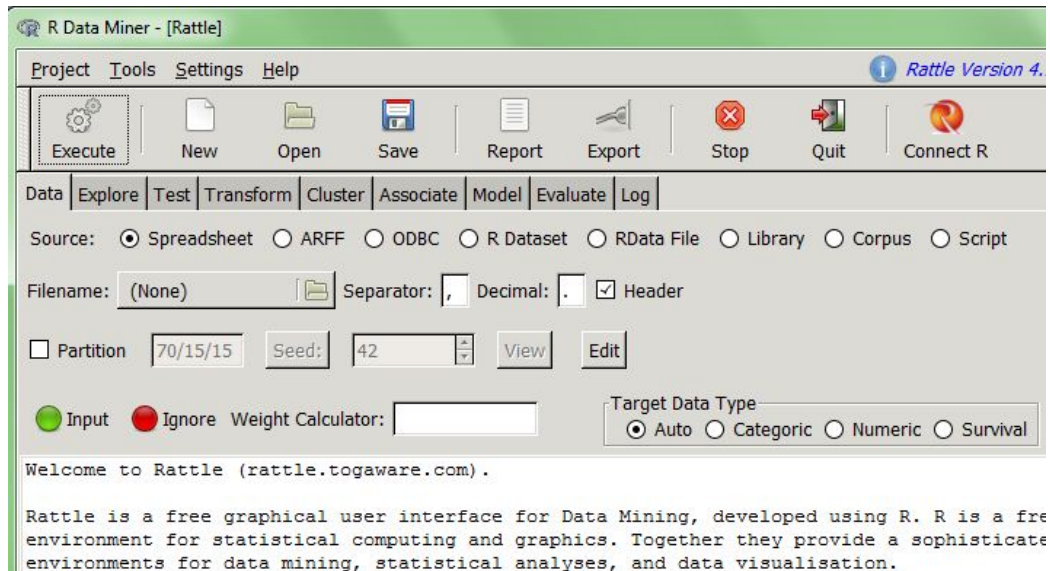 R Data Miner - [Rattle]
Project Tools Settings Help Rattle Version 4.
Execute New Open Save Report Export Stop Quit Connect R
Data Explore Test Transform Cluster Associate Model Evaluate Log
Source: Spreadsheet ARFF ODBC R Dataset RData File Library Corpus Script
Filename: (None) Separator: , Decimal: . Header
Partition 70/15/15 Seed: 42 View Edit
Input Ignore Weight Calculator: Target Data Type
Auto Categoric Numeric Survival
Welcome to Rattle (rattle.togaware.com).
Rattle is a free graphical user interface for Data Mining, developed using R. R is a fre
environment for statistical computing and graphics. Together they provide a sophisticate
environments for data mining, statistical analyses, and data visualisation.